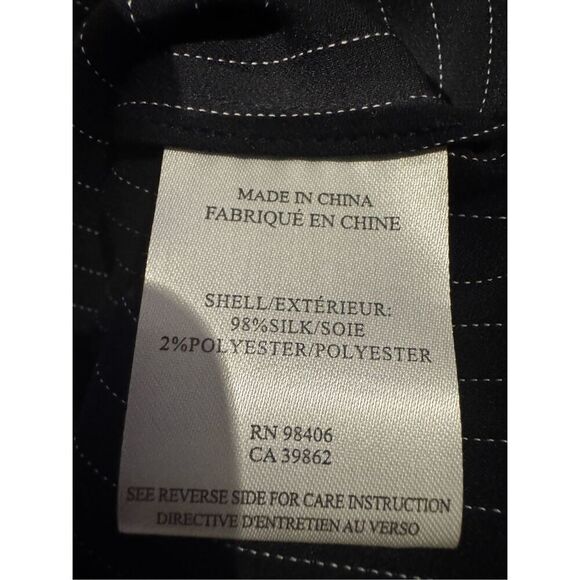 MADE IN CHINA
FABRIQUÉ EN CHINE
SHELL/EXTÉRIEUR:
98%SILK/SOIE
2%POLYESTER/POLYESTER
RN 98406
CA 39862
SEE REVERSE SIDE FOR CARE INSTRUCTION
DIRECTIVE D'ENTRETIEN AU VERSO